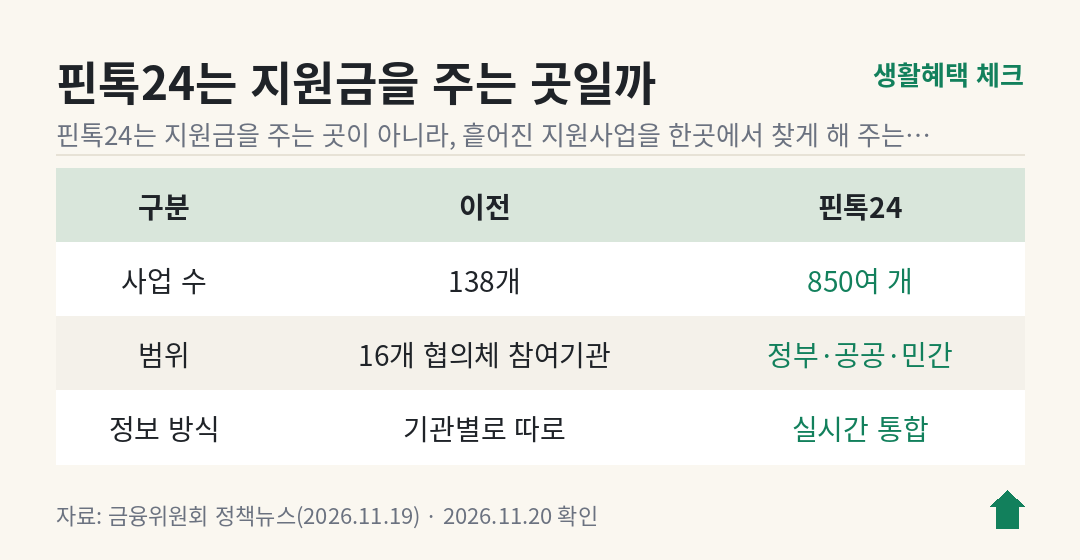 핀톡24는 지원금을 주는 곳일까
생활혜택 체크
핀톡24는 지원금을 주는 곳이 아니라, 흩어진 지원사업을 한곳에서 찾게 해 주는…
구분 이전 핀톡24
사업 수 138개 850여 개
범위 16개 협의체 참여기관 정부·공공·민간
정보 방식 기관별로 따로 실시간 통합
자료: 금융위원회 정책뉴스(2026.11.19) · 2026.11.20 확인